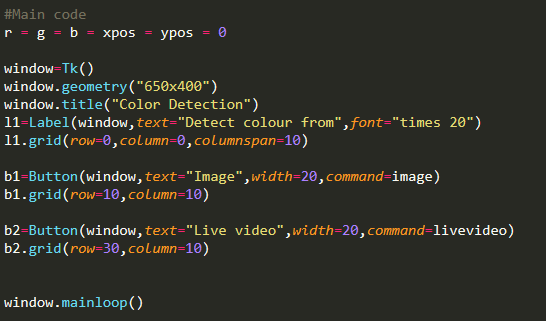 #Main code
r = g = b = xpos = ypos = 0
window=Tk()
window.geometry("650x400")
window.title("Color Detection")
l1=Label(window,text="Detect colour from",font="times 20")
l1.grid(row=0,column=0,columnspan=10)
b1=Button(window,text="Image",width=20,command=image)
b1.grid(row=10,column=10)
b2=Button(window,text="Live video",width=20,command=livevideo)
b2.grid(row=30,column=10)
window.mainloop()